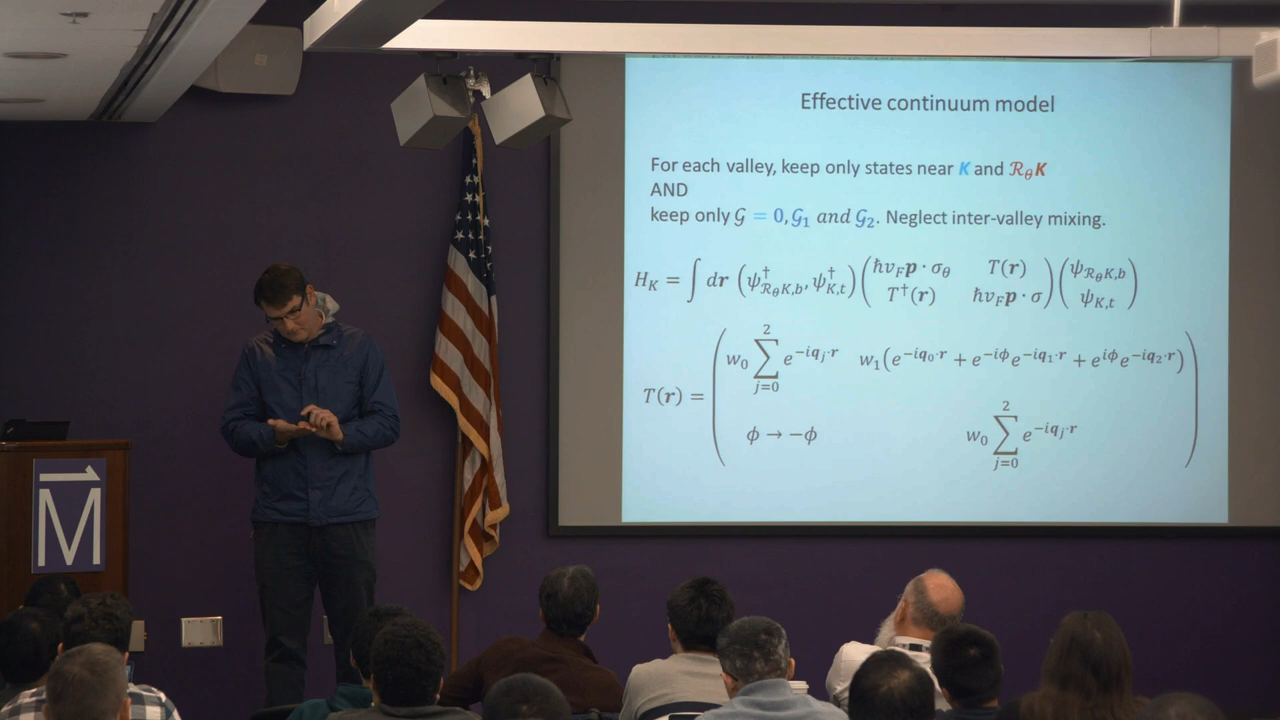 Effective continuum model
For each valley, keep only states near K and ℛ_θK
AND
keep only 𝒢 = 0, 𝒢₁ and 𝒢₂. Neglect inter-valley mixing.
H_K = ∫ dr (ψ†_{ℛ_θK,b}, ψ†_{K,t}) ( ħv_F p · σ_θ  T(r) ; T†(r)  ħv_F p · σ ) ( ψ_{ℛ_θK,b} ; ψ_{K,t} )
T(r) = ( w₀ ∑_{j=0}^{2} e^{-iq_j·r}  w₁(e^{-iq₀·r} + e^{-iϕ}e^{-iq₁·r} + e^{iϕ}e^{-iq₂·r}) ; ϕ → −ϕ  w₀ ∑_{j=0}^{2} e^{-iq_j·r} )
M